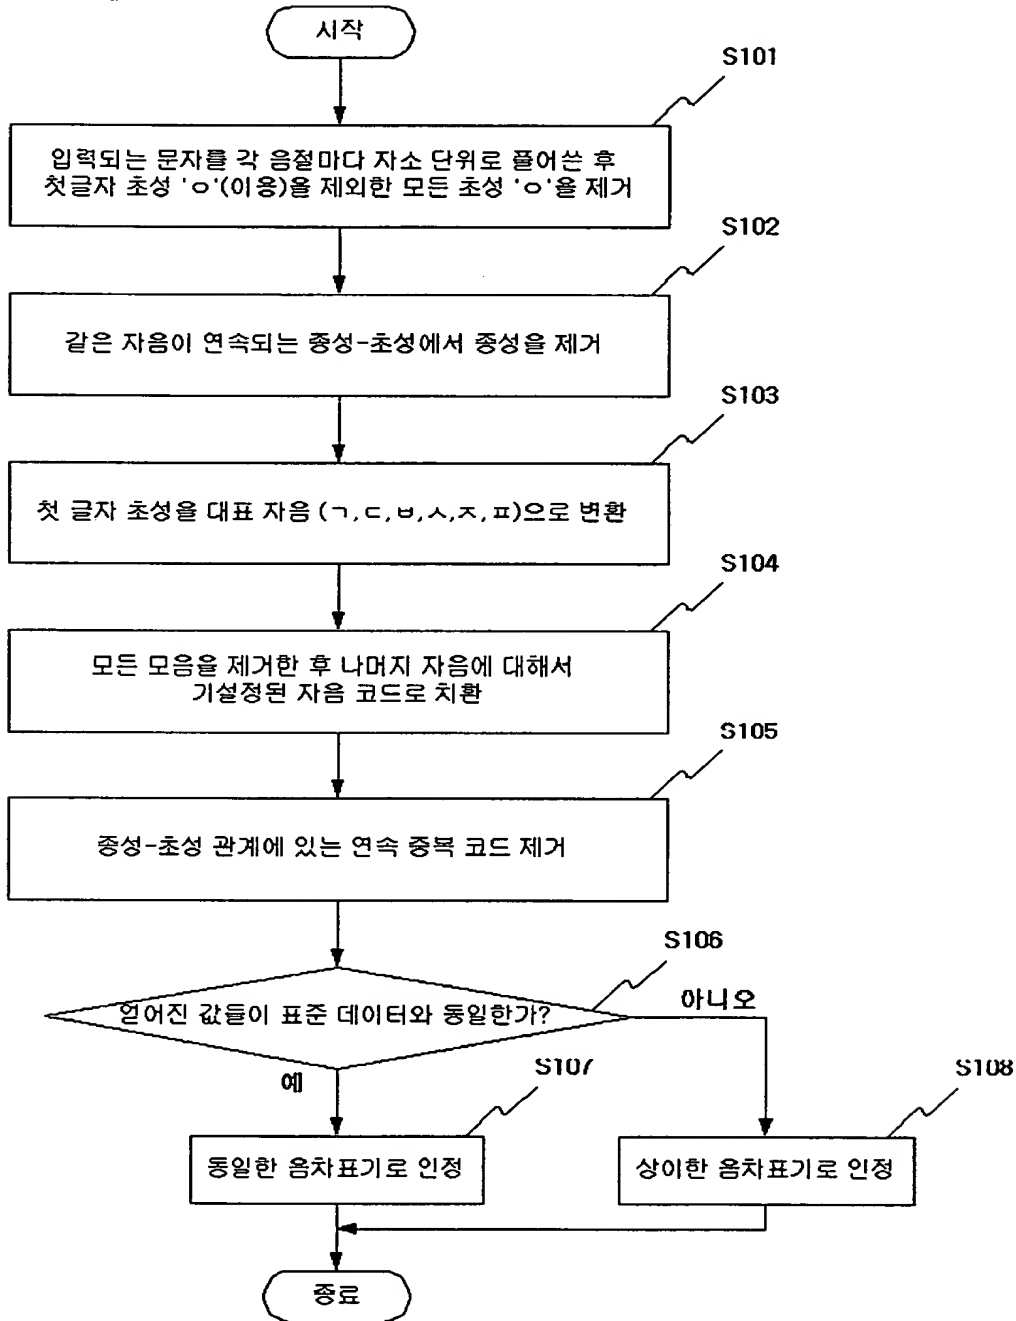 시작
S101
입력되는 문자를 각 음절마다 자소 단위로 풀어쓴 후
첫글자 초성 'ㅇ'(이응)을 제외한 모든 초성 'ㅇ'을 제거
S102
같은 자음이 연속되는 종성-초성에서 종성을 제거
S103
첫 글자 초성을 대표 자음 (ㄱ,ㄷ,ㅂ,ㅅ,ㅈ,ㅍ)으로 변환
S104
모든 모음을 제거한 후 나머지 자음에 대해서
기설정된 자음 코드로 치환
S105
종성-초성 관계에 있는 연속 중복 코드 제거
S106
얻어진 값들이 표준 데이터와 동일한가?
아니오
예
S107
S108
동일한 음차표기로 인정
상이한 음차표기로 인정
종료